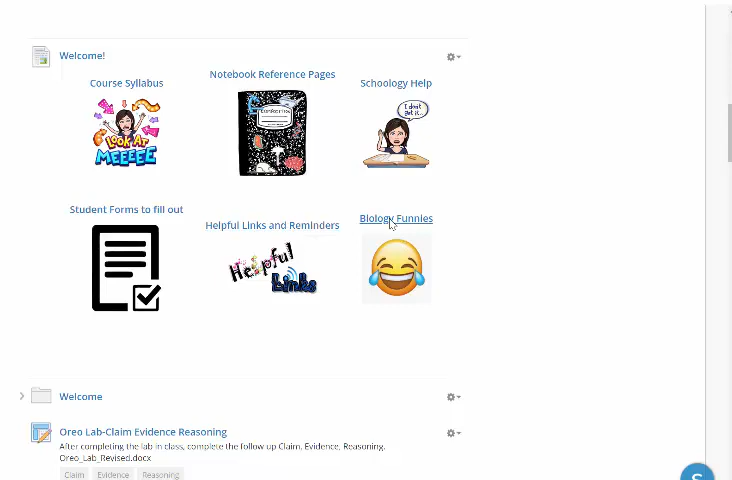 Welcome!
Course Syllabus
Notebook Reference Pages
Schoology Help
LOOK AT
MEEEEE
I don't
get it...
Student Forms to fill out
Helpful Links and Reminders
Biology Funnies
Helpful
Links
Welcome
Oreo Lab-Claim Evidence Reasoning
After completing the lab in class, complete the follow up Claim, Evidence, Reasoning.
Oreo_Lab_Revised.docx
Claim
Evidence
Reasoning